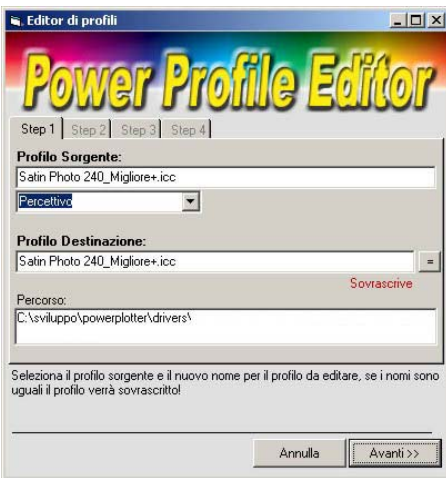 Editor di profili
Power Profile Editor
Step 1 Step 2 Step 3 Step 4
Profilo Sorgente:
Satin Photo 240_Migliore+.icc
Percettivo
Profilo Destinazione:
Satin Photo 240_Migliore+.icc =
Sovrascrive
Percorso:
C:\sviluppo\powerplotter\drivers\
Seleziona il profilo sorgente e il nuovo nome per il profilo da editare, se i nomi sono
uguali il profilo verrà sovrascritto!
Annulla Avanti >>